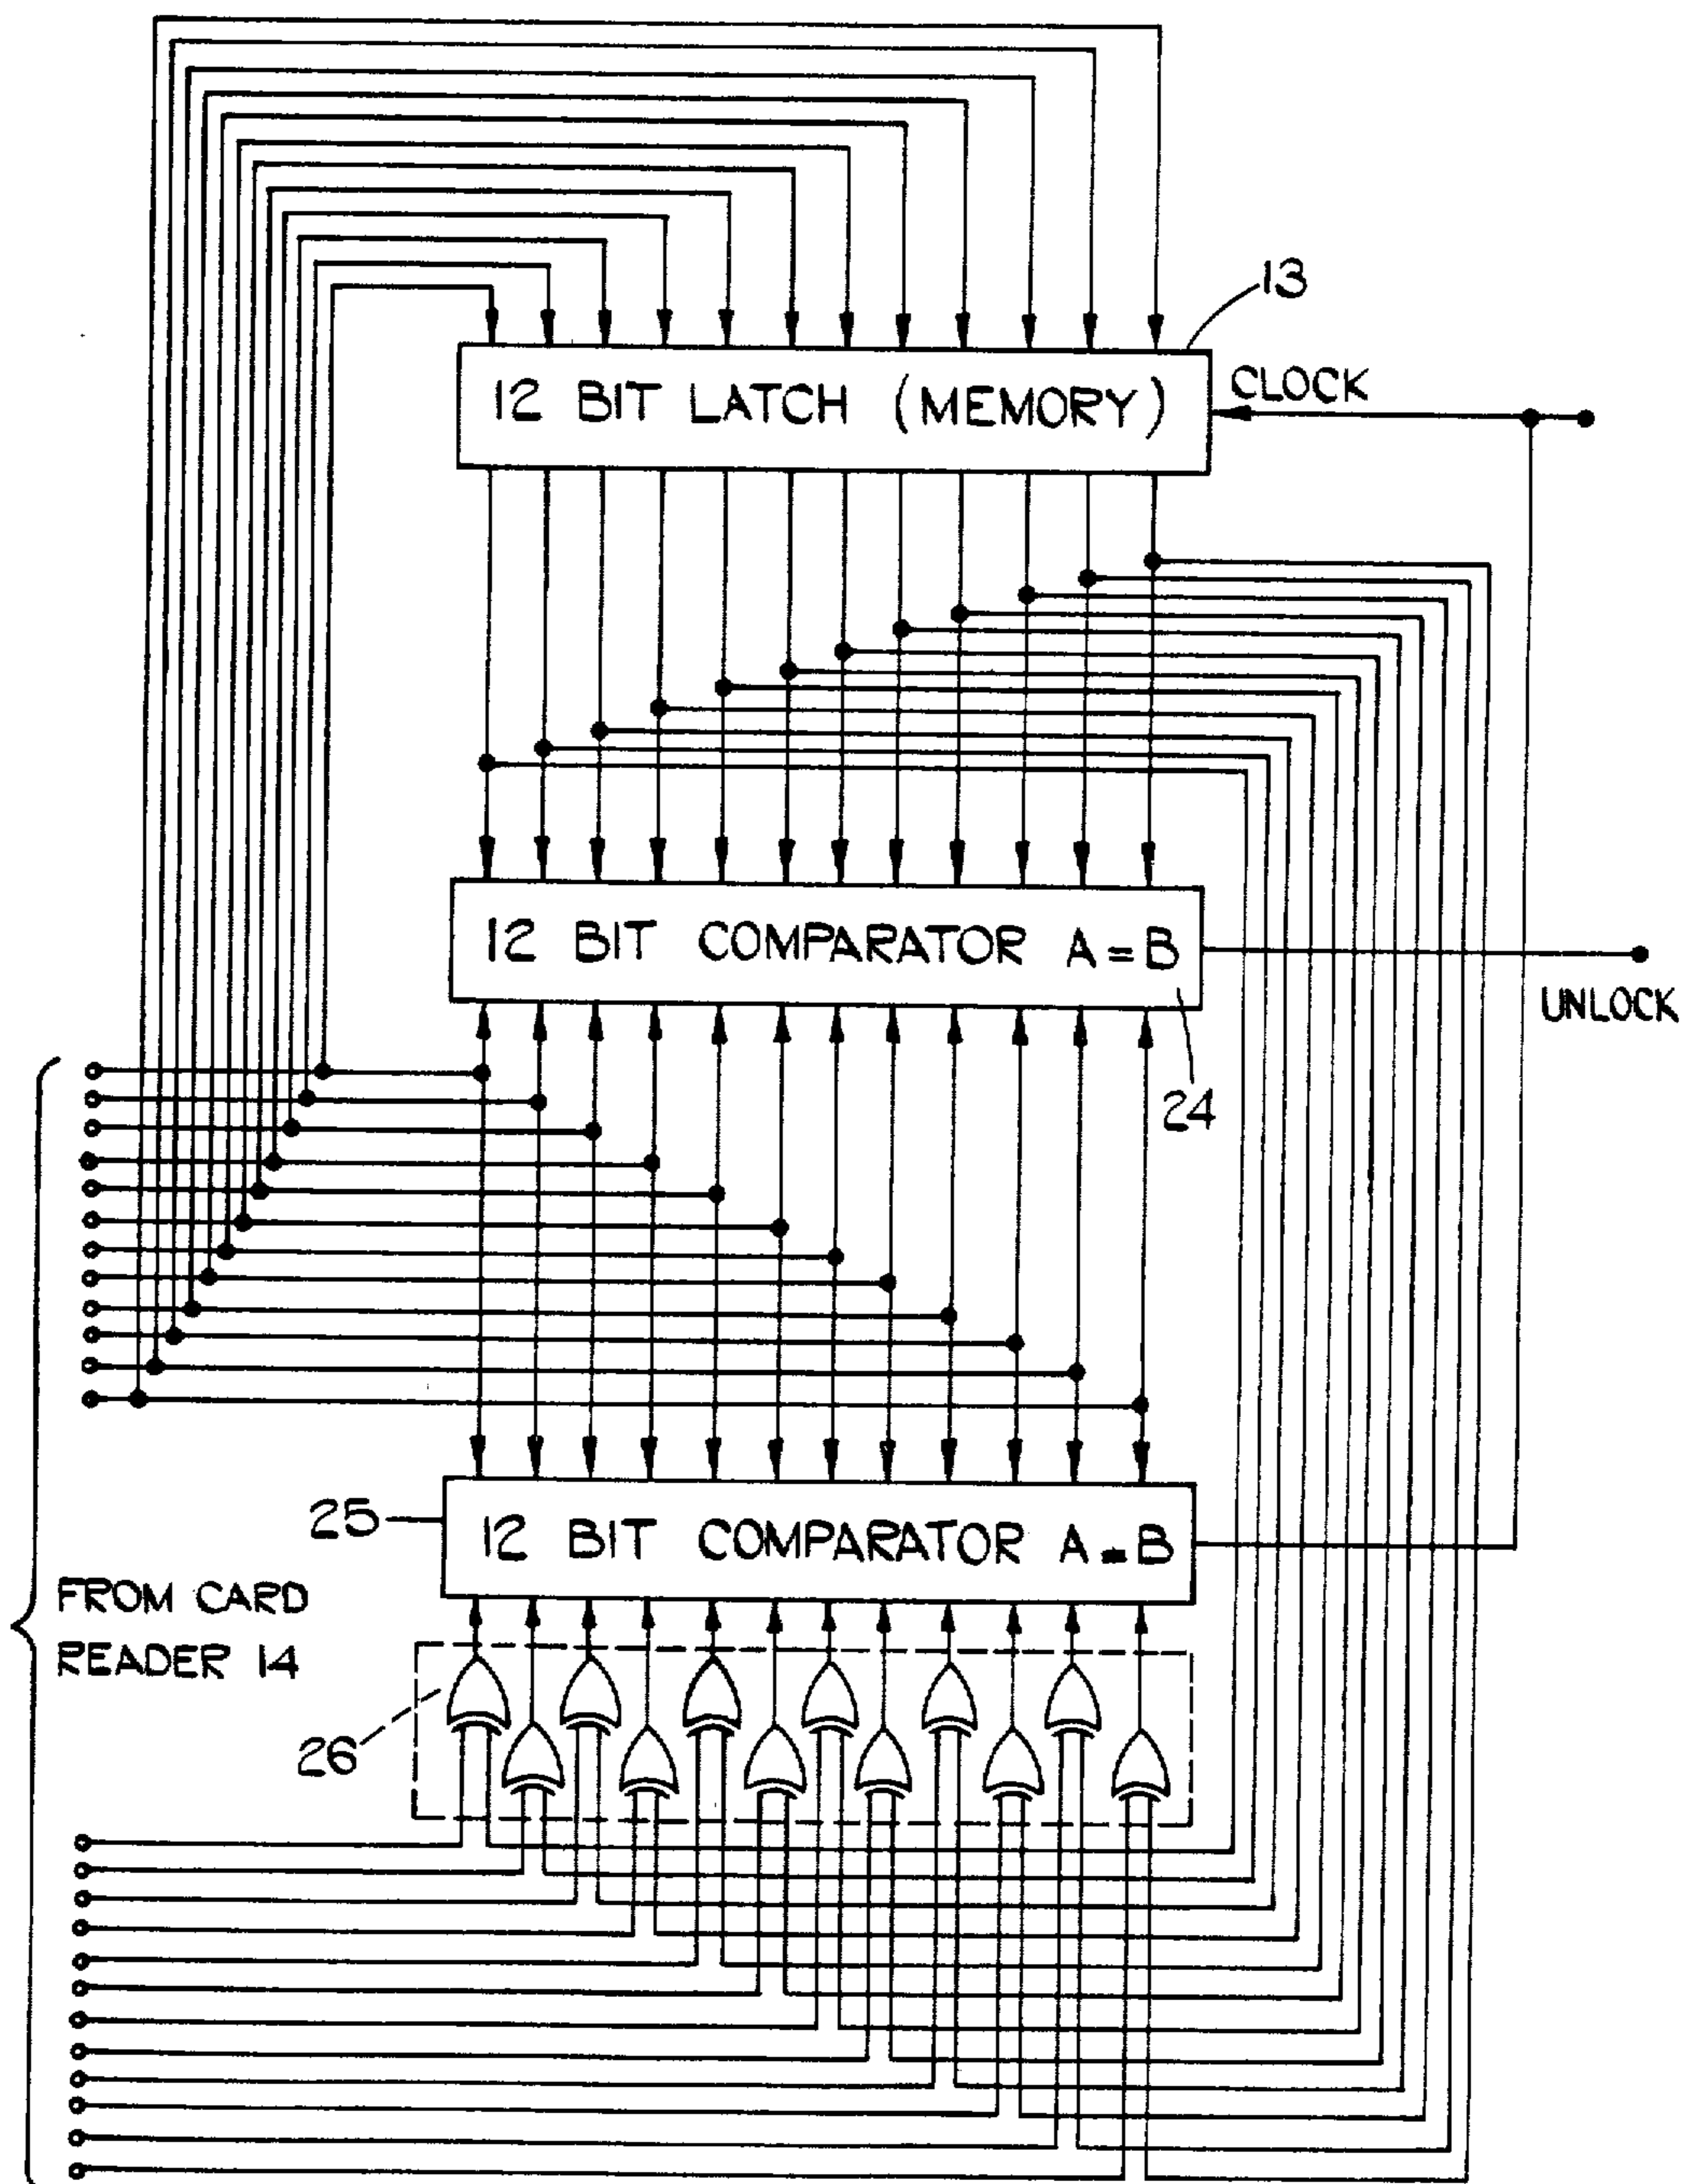 13
12 BIT LATCH (MEMORY)
CLOCK
12 BIT COMPARATOR A=B
UNLOCK
24
25
12 BIT COMPARATOR A=B
FROM CARD
READER 14
26